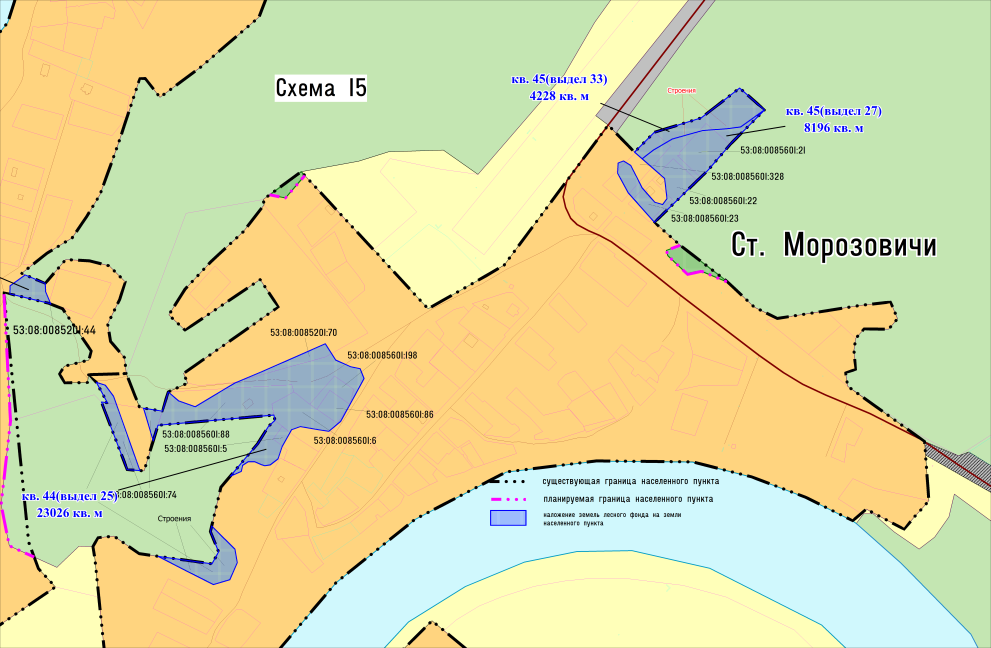 Схема 15
кв. 45(выдел 33)
4228 кв. м
Строения
кв. 45(выдел 27)
8196 кв. м
53:08:0085601:21
53:08:0085601:328
53:08:0085601:22
53:08:0085601:23
Ст. Морозовичи
53:08:0085201:44
53:08:0085201:70
53:08:0085601:198
53:08:0085601:86
53:08:0085601:6
53:08:0085601:88
53:08:0085601:5
кв. 44(выдел 25)
53:08:0085601:74
23026 кв. м
Строения
существующая граница населенного пункта
планируемая граница населенного пункта
наложение земель лесного фонда на земли
населенного пункта